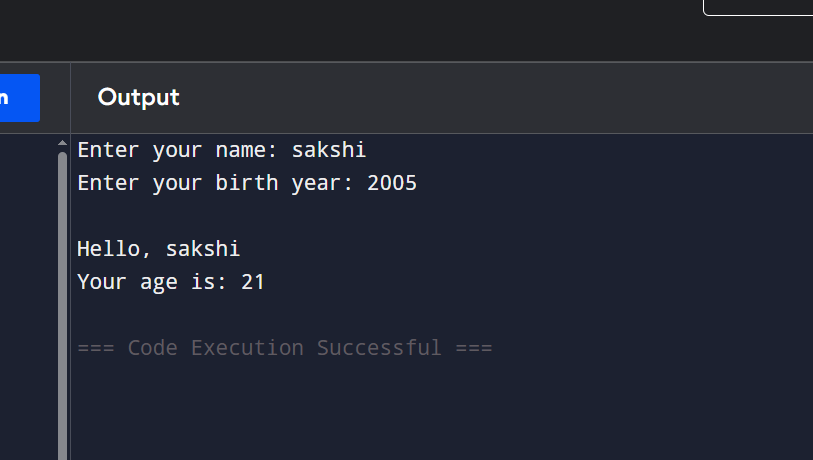 n
Output
Enter your name: sakshi
Enter your birth year: 2005
Hello, sakshi
Your age is: 21
=== Code Execution Successful ===